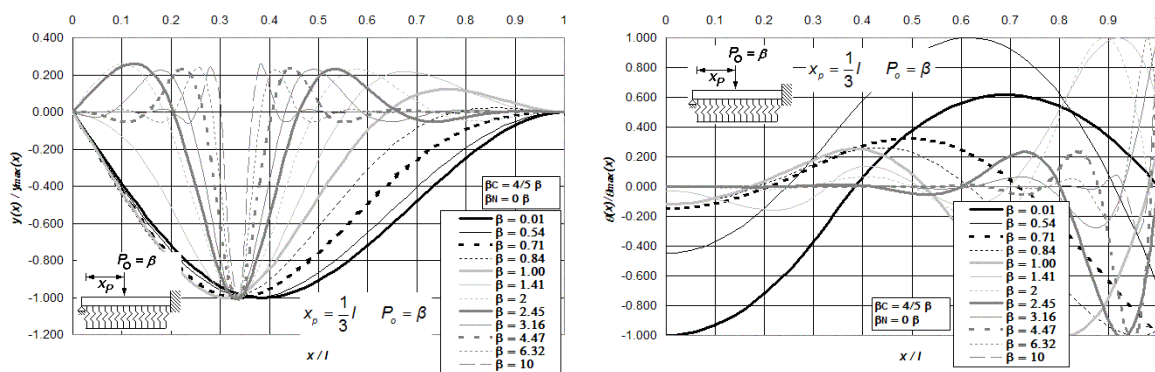 0 0.1 0.2 0.3 0.4 0.5 0.6 0.7 0.8 0.9 1
0.400
0.200
0.000
-0.200
-0.400
-0.600
-0.800
-1.000
-1.200
y(x) / ymax(x)
βC = 4/5 β
βN = 0 β
β = 0.01
β = 0.54
β = 0.71
β = 0.84
β = 1.00
β = 1.41
β = 2
β = 2.45
β = 3.16
β = 4.47
β = 6.32
β = 10
Po = β
xP
xp = 1/3 l Po = β
x / l
0 0.1 0.2 0.3 0.4 0.5 0.6 0.7 0.8 0.9 1
1.000
0.800
0.600
0.400
0.200
0.000
-0.200
-0.400
-0.600
-0.800
-1.000
Po = β
xP
xp = 1/3 l Po = β
βC = 4/5 β
βN = 0 β
β = 0.01
β = 0.54
β = 0.71
β = 0.84
β = 1.00
β = 1.41
β = 2
β = 2.45
β = 3.16
β = 4.47
β = 6.32
β = 10
x / l